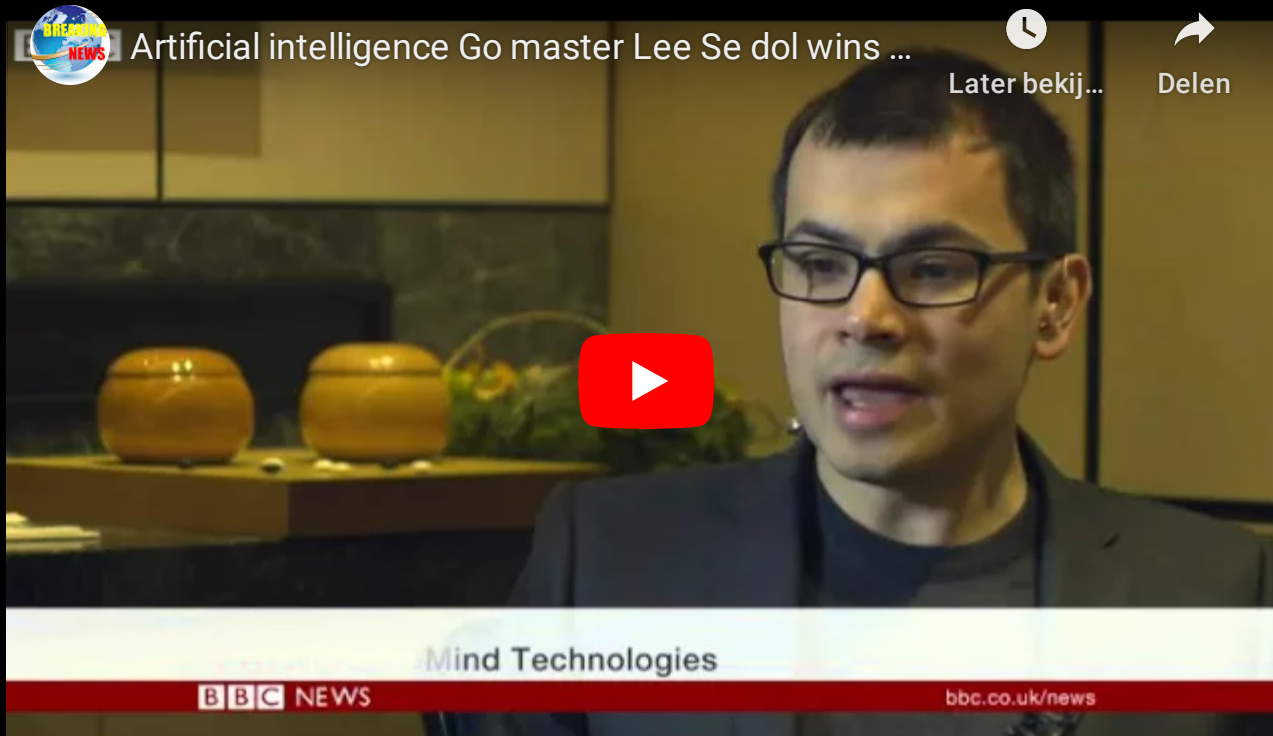 BREAKING
NEWS
Artificial intelligence Go master Lee Se dol wins …
Later bekij…
Delen
Mind Technologies
BBC NEWS
bbc.co.uk/news